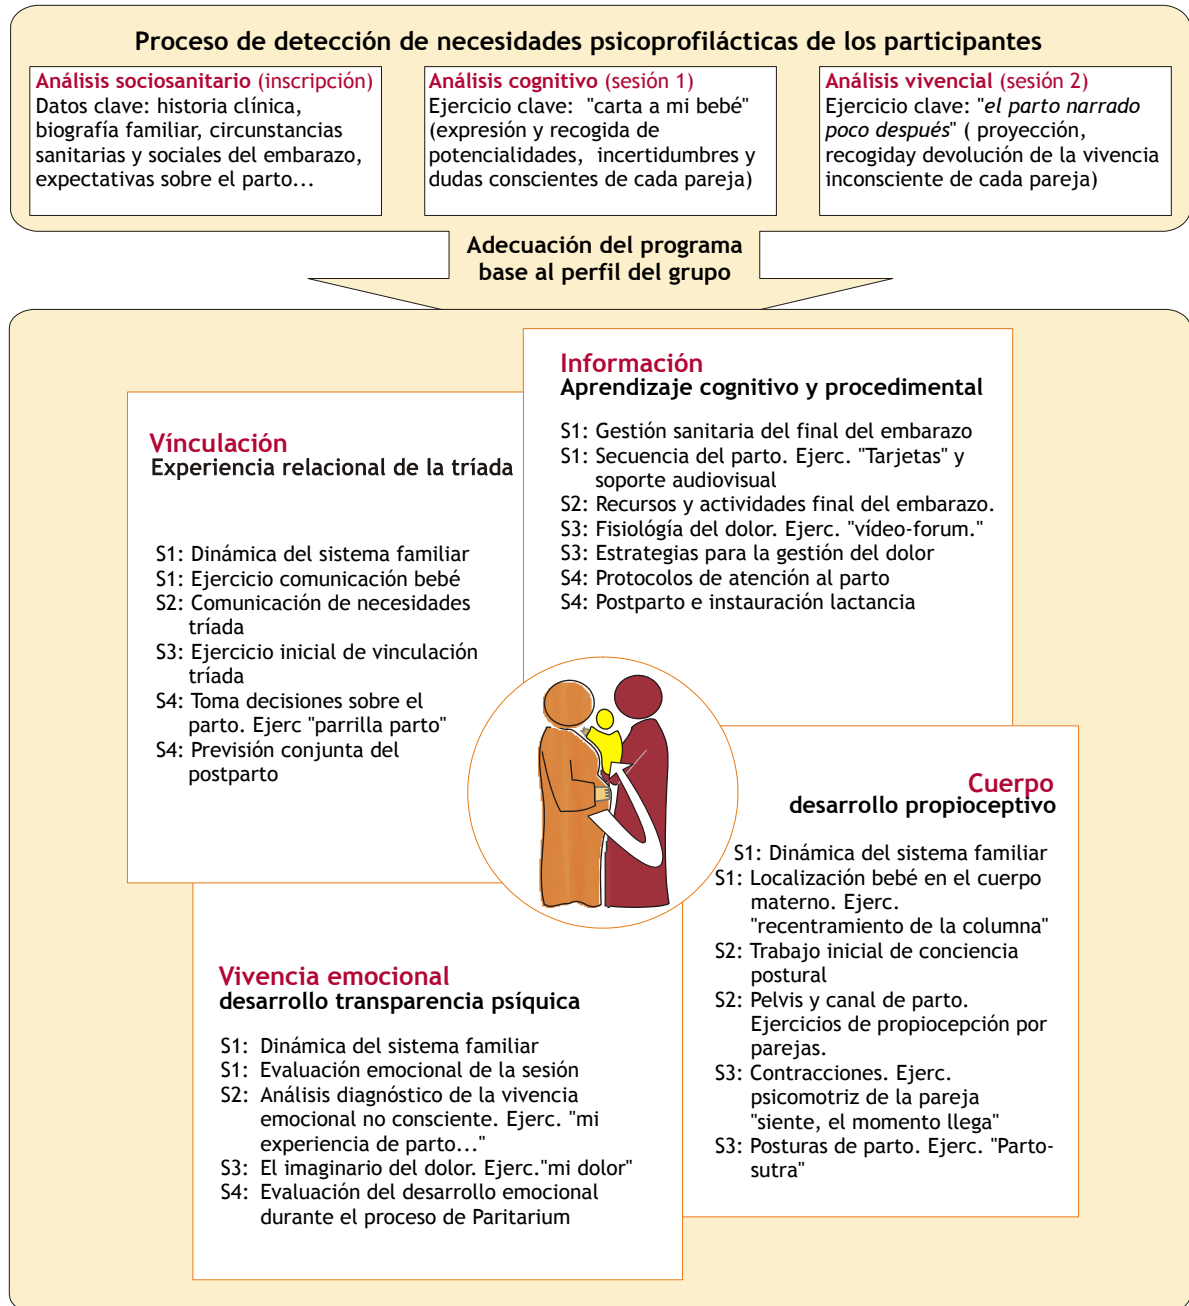 Proceso de detección de necesidades psicoprofilácticas de los participantes
Análisis sociosanitario (inscripción)
Datos clave: historia clínica,
biografía familiar, circunstancias
sanitarias y sociales del embarazo,
expectativas sobre el parto...
Análisis cognitivo (sesión 1)
Ejercicio clave: "carta a mi bebé"
(expresión y recogida de
potencialidades, incertidumbres y
dudas conscientes de cada pareja)
Análisis vivencial (sesión 2)
Ejercicio clave: "el parto narrado
poco después" ( proyección,
recogiday devolución de la vivencia
inconsciente de cada pareja)
Adecuación del programa
base al perfil del grupo
Vínculación
Experiencia relacional de la tríada
S1: Dinámica del sistema familiar
S1: Ejercicio comunicación bebé
S2: Comunicación de necesidades
tríada
S3: Ejercicio inicial de vinculación
tríada
S4: Toma decisiones sobre el
parto. Ejerc "parrilla parto"
S4: Previsión conjunta del
postparto
Información
Aprendizaje cognitivo y procedimental
S1: Gestión sanitaria del final del embarazo
S1: Secuencia del parto. Ejerc. "Tarjetas" y
soporte audiovisual
S2: Recursos y actividades final del embarazo.
S3: Fisiológía del dolor. Ejerc. "vídeo-forum."
S3: Estrategias para la gestión del dolor
S4: Protocolos de atención al parto
S4: Postparto e instauración lactancia
Cuerpo
desarrollo propioceptivo
S1: Dinámica del sistema familiar
S1: Localización bebé en el cuerpo
materno. Ejerc.
"recentramiento de la columna"
S2: Trabajo inicial de conciencia
postural
S2: Pelvis y canal de parto.
Ejercicios de propiocepción por
parejas.
S3: Contracciones. Ejerc.
psicomotriz de la pareja
"siente, el momento llega"
S3: Posturas de parto. Ejerc. "Parto-
sutra"
Vivencia emocional
desarrollo transparencia psíquica
S1: Dinámica del sistema familiar
S1: Evaluación emocional de la sesión
S2: Análisis diagnóstico de la vivencia
emocional no consciente. Ejerc. "mi
experiencia de parto..."
S3: El imaginario del dolor. Ejerc."mi dolor"
S4: Evaluación del desarrollo emocional
durante el proceso de Paritarium